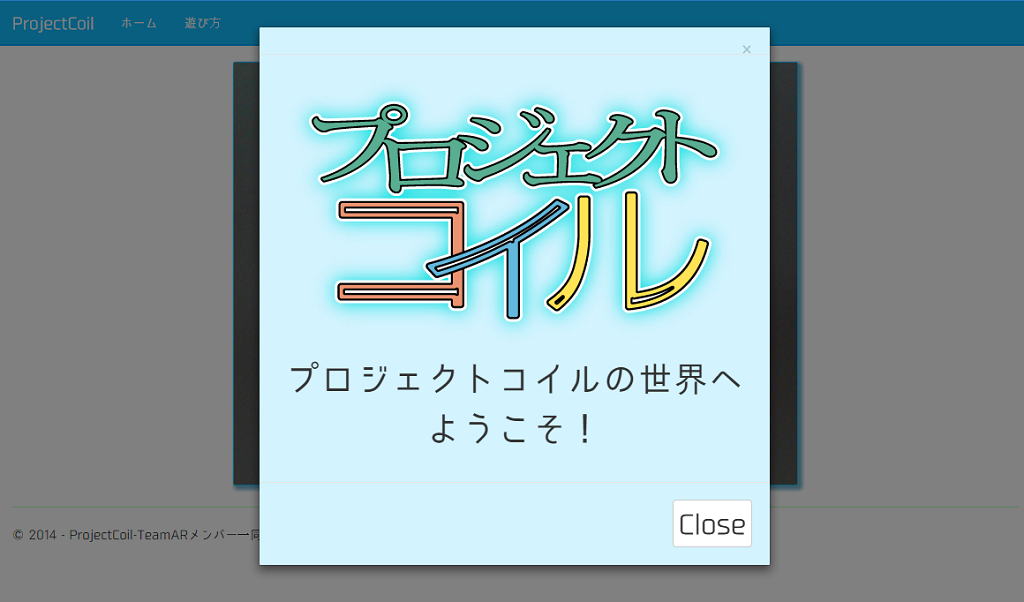 ProjectCoil ホーム 遊び方
×
プロジェクト
コイル
プロジェクトコイルの世界へ
ようこそ！
Close
© 2014 - ProjectCoil-TeamARメンバー一同